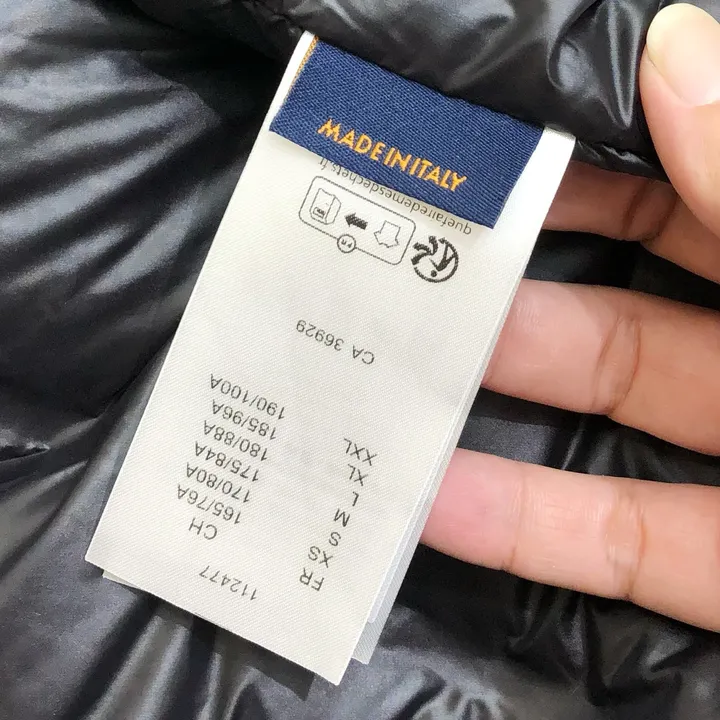 MADE IN ITALY
112477
FR CH
XS 165/76A
S 170/80A
M 175/84A
L 180/88A
XL 185/96A
XXL 190/100A
CA 36929
FR
quefairedemesdechets.fr